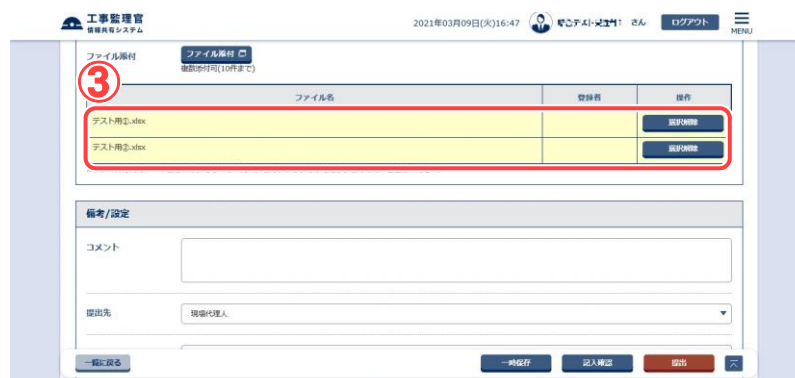 工事監理官
情報共有システム
2021年03月09日(火)16:47
さん
ログアウト
MENU
ファイル添付
ファイル添付
複数添付可(10件まで)
③
ファイル名
登録者
操作
テスト用①.xlsx
選択解除
テスト用②.xlsx
選択解除
備考/設定
コメント
提出先
現場代理人
一覧に戻る
一時保存
記入確認
提出